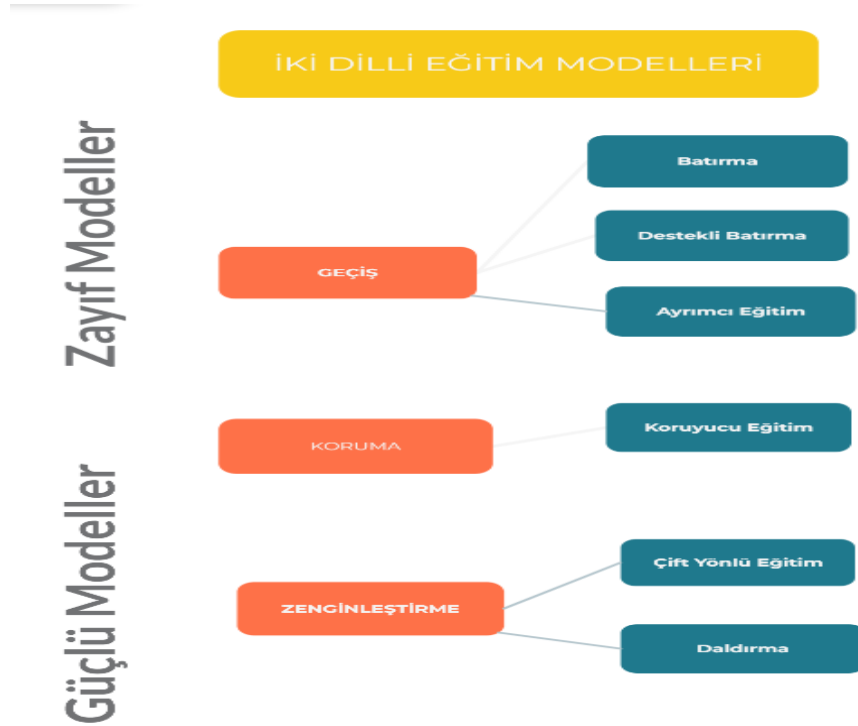 İKİ DİLLİ EĞİTİM MODELLERİ
Zayıf Modeller
GEÇİŞ
Batırma
Destekli Batırma
Ayrımcı Eğitim
Güçlü Modeller
KORUMA
Koruyucu Eğitim
ZENGİNLEŞTİRME
Çift Yönlü Eğitim
Daldırma